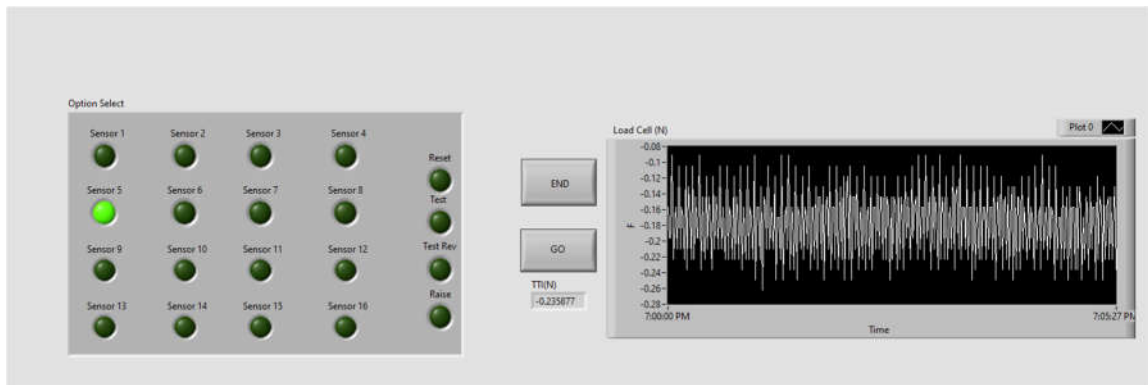 Option Select
Sensor 1 Sensor 2 Sensor 3 Sensor 4
Reset
Sensor 5 Sensor 6 Sensor 7 Sensor 8
Test
Sensor 9 Sensor 10 Sensor 11 Sensor 12
Test Rev
Sensor 13 Sensor 14 Sensor 15 Sensor 16
Raise
END
GO
TTI(N)
-0.235877
Load Cell (N)
Plot 0
F
-0.08
-0.1
-0.12
-0.14
-0.16
-0.18
-0.2
-0.22
-0.24
-0.26
-0.28
7:00:00 PM 7:05:27 PM
Time